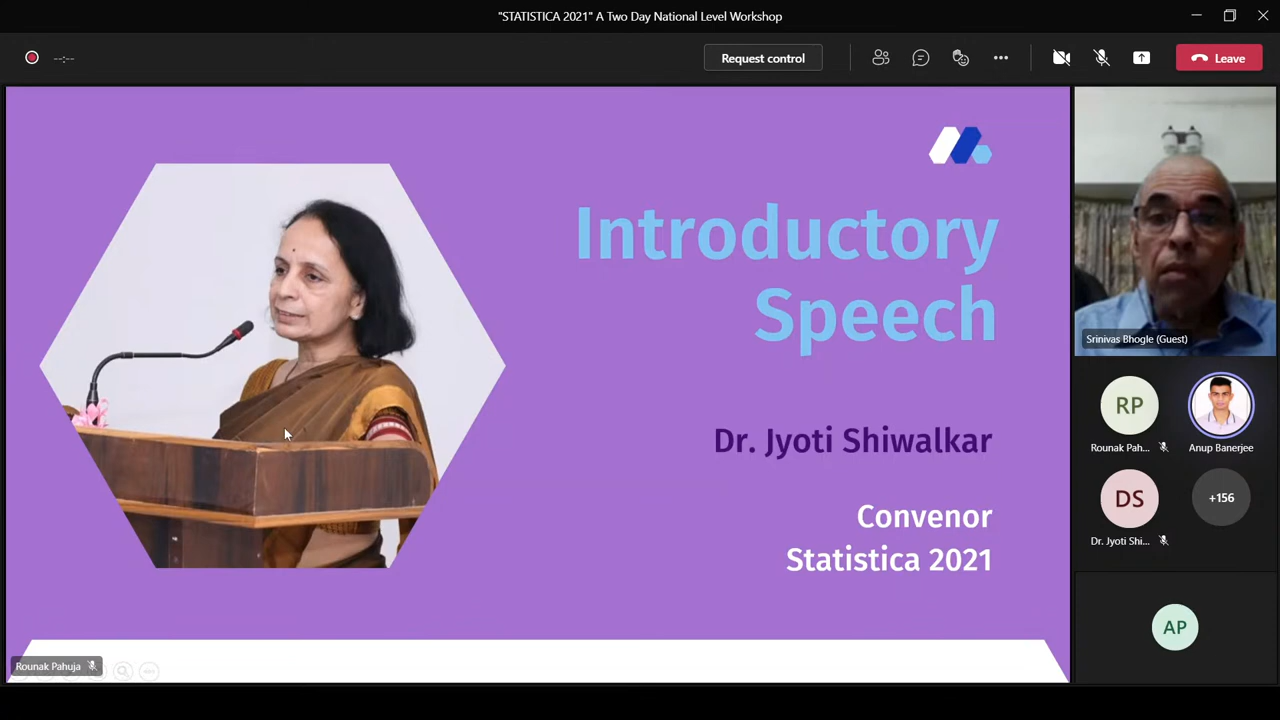 "STATISTICA 2021" A Two Day National Level Workshop
--:--
Request control
Leave
Introductory
Speech
Dr. Jyoti Shiwalkar
Convenor
Statistica 2021
Rounak Pahuja
Srinivas Bhogle (Guest)
RP
Rounak Pah...
Anup Banerjee
DS
Dr. Jyoti Shi...
+156
AP